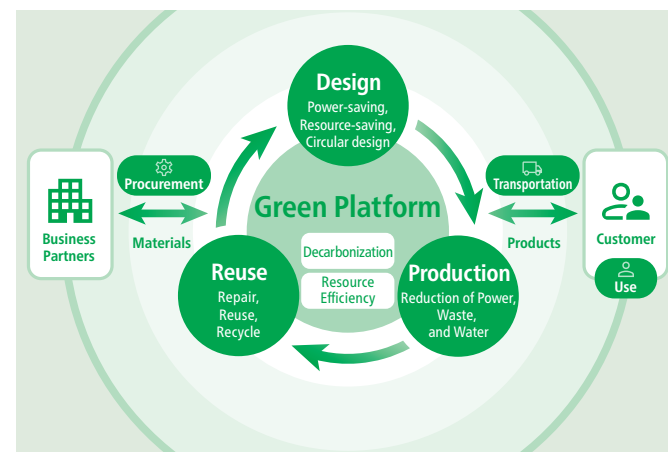 Design
Power-saving,
Resource-saving,
Circular design
Procurement
Materials
Business
Partners
Green Platform
Decarbonization
Resource
Efficiency
Transportation
Products
Customer
Use
Reuse
Repair,
Reuse,
Recycle
Production
Reduction of Power,
Waste,
and Water